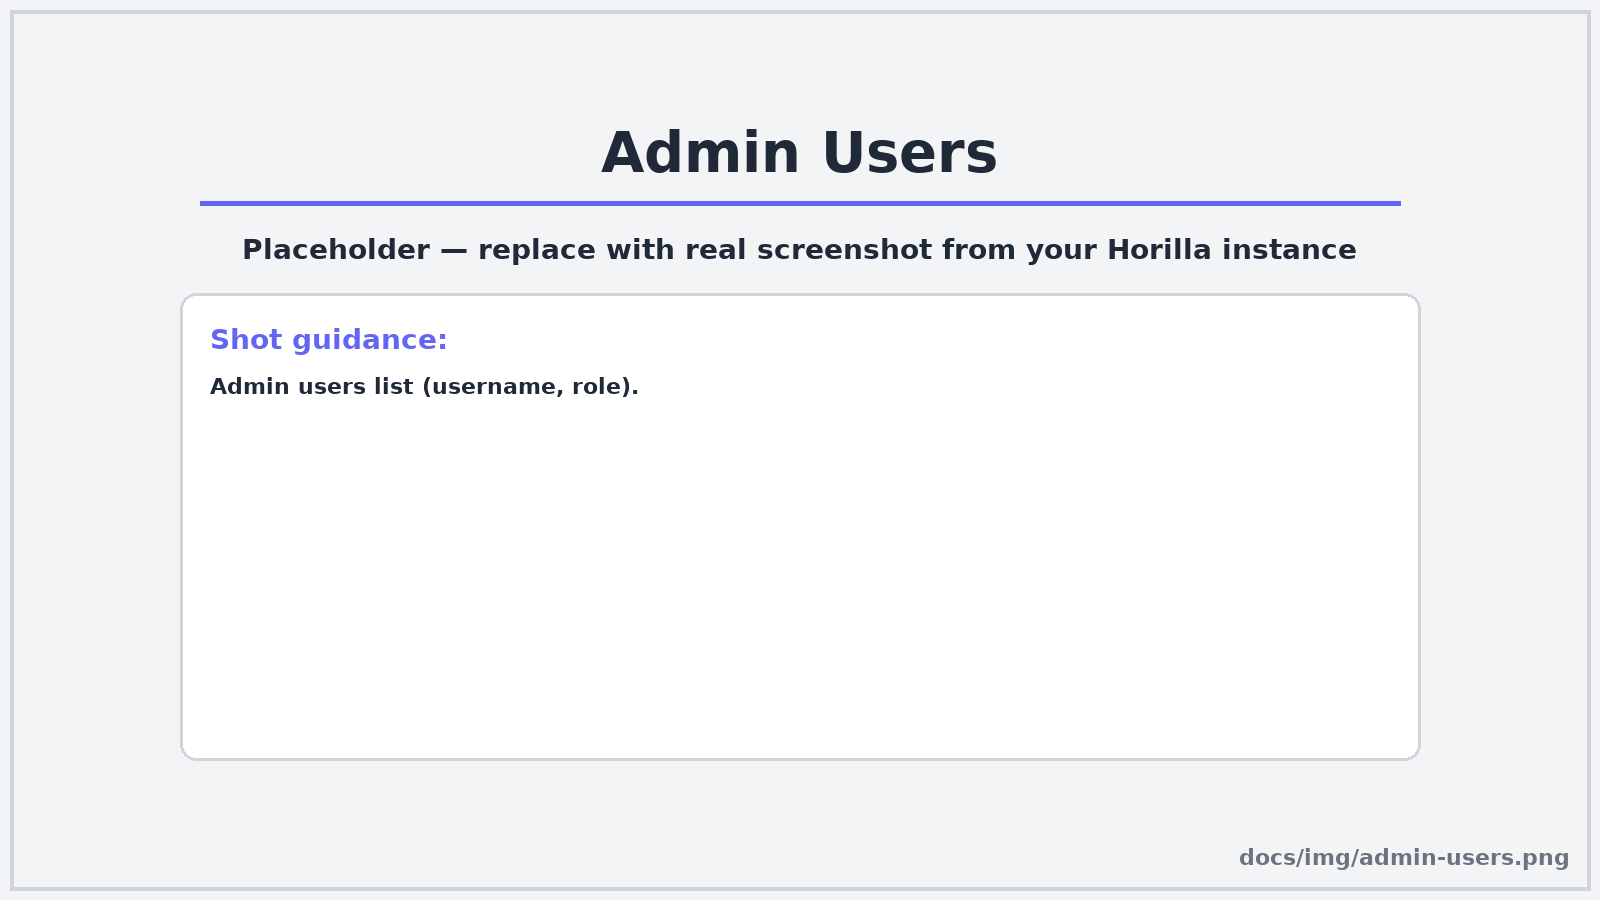 Admin Users
Placeholder — replace with real screenshot from your Horilla instance
Shot guidance:
Admin users list (username, role).
docs/img/admin-users.png